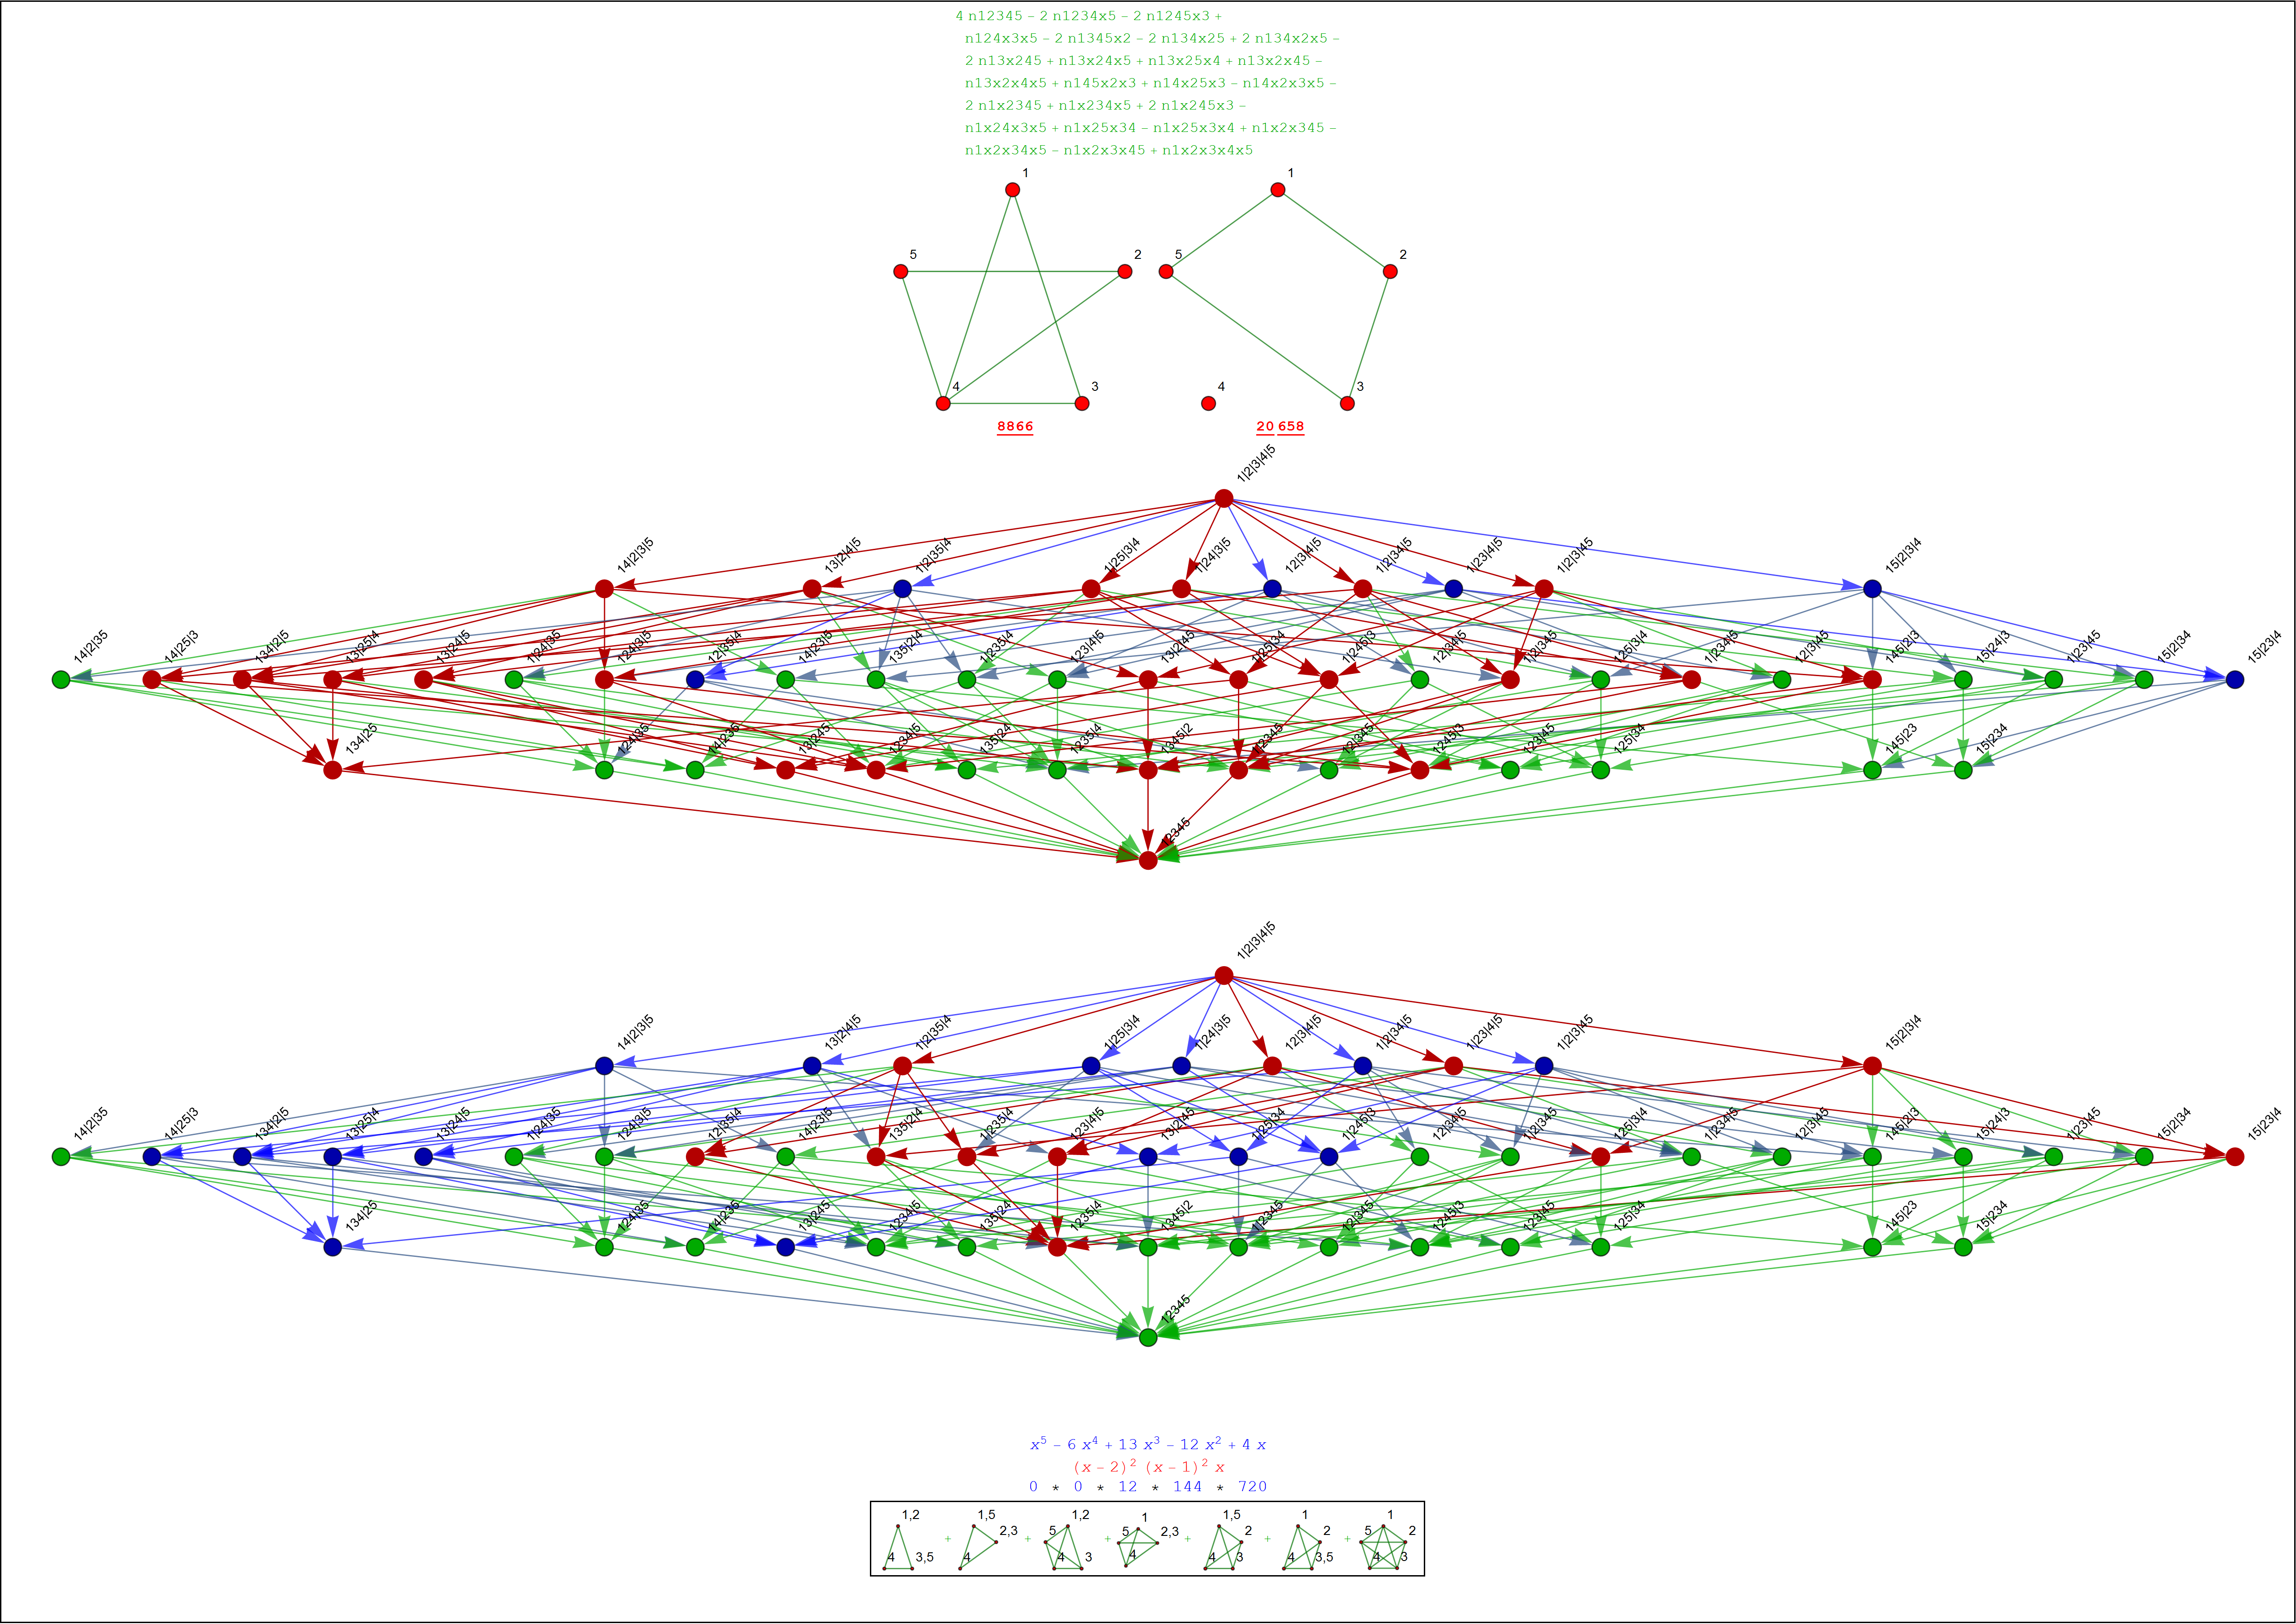 4 n12345 − 2 n1234x5 − 2 n1245x3 +
n124x3x5 − 2 n1345x2 − 2 n134x25 + 2 n134x2x5 −
2 n13x245 + n13x24x5 + n13x25x4 + n13x2x45 −
n13x2x4x5 + n145x2x3 + n14x25x3 − n14x2x3x5 −
2 n1x2345 + n1x234x5 + 2 n1x245x3 −
n1x24x3x5 + n1x25x34 − n1x25x3x4 + n1x2x345 −
n1x2x34x5 − n1x2x3x45 + n1x2x3x4x5
1 1
5 2 5 2
4 3 4 3
8866 20 658
1|2|3|4|5
14|2|3|5 13|2|4|5 1|2|35|4 1|25|3|4 1|24|3|5 12|3|4|5 1|2|34|5 1|23|4|5 1|2|3|45 15|2|3|4
14|2|35 14|25|3 134|2|5 13|25|4 13|24|5 1|24|35 124|3|5 12|35|4 14|23|5 135|2|4 1|235|4 123|4|5 13|2|45 1|25|34 1|245|3 12|34|5 1|2|345 125|3|4 1|234|5 12|3|45 145|2|3 15|24|3 1|23|45 15|2|34 15|23|4
134|25 124|35 14|235 13|245 1234|5 135|24 1235|4 1345|2 1|2345 12|345 1245|3 123|45 125|34 145|23 15|234
12345
1|2|3|4|5
14|2|3|5 13|2|4|5 1|2|35|4 1|25|3|4 1|24|3|5 12|3|4|5 1|2|34|5 1|23|4|5 1|2|3|45 15|2|3|4
14|2|35 14|25|3 134|2|5 13|25|4 13|24|5 1|24|35 124|3|5 12|35|4 14|23|5 135|2|4 1|235|4 123|4|5 13|2|45 1|25|34 1|245|3 12|34|5 1|2|345 125|3|4 1|234|5 12|3|45 145|2|3 15|24|3 1|23|45 15|2|34 15|23|4
134|25 124|35 14|235 13|245 1234|5 135|24 1235|4 1345|2 1|2345 12|345 1245|3 123|45 125|34 145|23 15|234
12345
x⁵ − 6 x⁴ + 13 x³ − 12 x² + 4 x
(x − 2)² (x − 1)² x
0 * 0 * 12 * 144 * 720
1,2 4 3,5 + 1,5 2,3 4 + 1,2 5 4 3 + 1 5 2,3 4 + 1,5 2 4 3 + 1 2 4 3,5 + 1 5 2 4 3